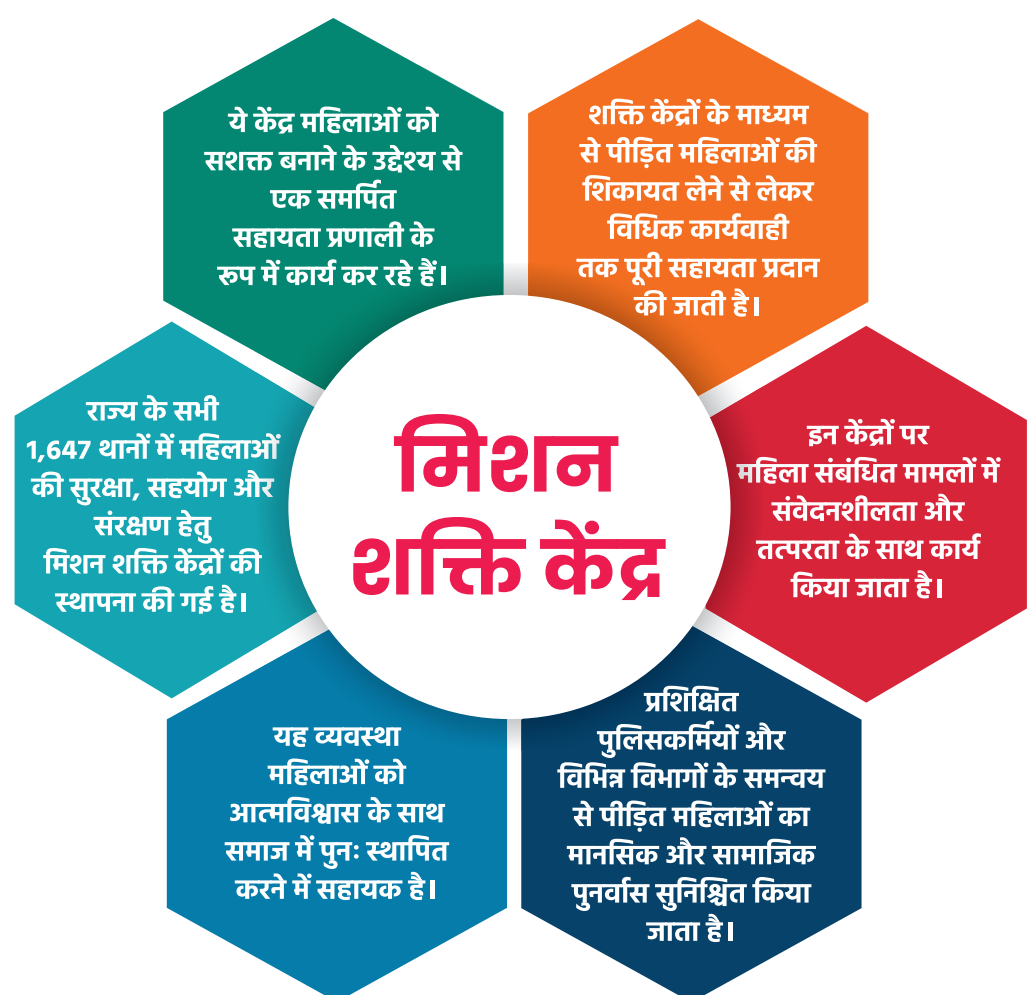 ये केंद्र महिलाओं को
सशक्त बनाने के उद्देश्य से
एक समर्पित
सहायता प्रणाली के
रूप में कार्य कर रहे हैं।
शक्ति केंद्रों के माध्यम
से पीड़ित महिलाओं की
शिकायत लेने से लेकर
विधिक कार्यवाही
तक पूरी सहायता प्रदान
की जाती है।
राज्य के सभी
1,647 थानों में महिलाओं
की सुरक्षा, सहयोग और
संरक्षण हेतु
मिशन शक्ति केंद्रों की
स्थापना की गई है।
मिशन
शक्ति केंद्र
इन केंद्रों पर
महिला संबंधित मामलों में
संवेदनशीलता और
तत्परता के साथ कार्य
किया जाता है।
यह व्यवस्था
महिलाओं को
आत्मविश्वास के साथ
समाज में पुनः स्थापित
करने में सहायक है।
प्रशिक्षित
पुलिसकर्मियों और
विभिन्न विभागों के समन्वय
से पीड़ित महिलाओं का
मानसिक और सामाजिक
पुनर्वास सुनिश्चित किया
जाता है।